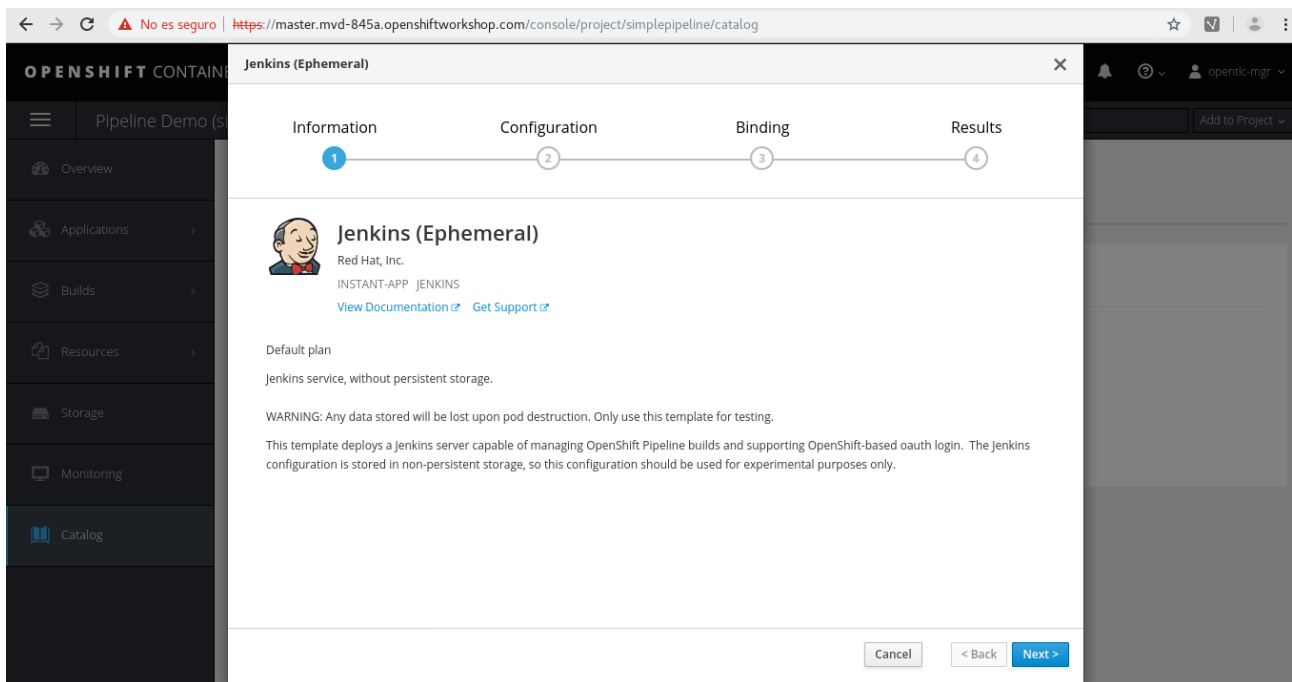 No es seguro | https://master.mvd-845a.openshiftworkshop.com/console/project/simplepipeline/catalog
OPENSHIFT CONTAINE
Jenkins (Ephemeral)
opentlc-mgr
Pipeline Demo (si
Add to Project
Information
Configuration
Binding
Results
1
2
3
4
Overview
Applications
Builds
Resources
Storage
Monitoring
Catalog
Jenkins (Ephemeral)
Red Hat, Inc.
INSTANT-APP JENKINS
View Documentation Get Support
Default plan
Jenkins service, without persistent storage.
WARNING: Any data stored will be lost upon pod destruction. Only use this template for testing.
This template deploys a Jenkins server capable of managing OpenShift Pipeline builds and supporting OpenShift-based oauth login. The Jenkins
configuration is stored in non-persistent storage, so this configuration should be used for experimental purposes only.
Cancel
< Back
Next >